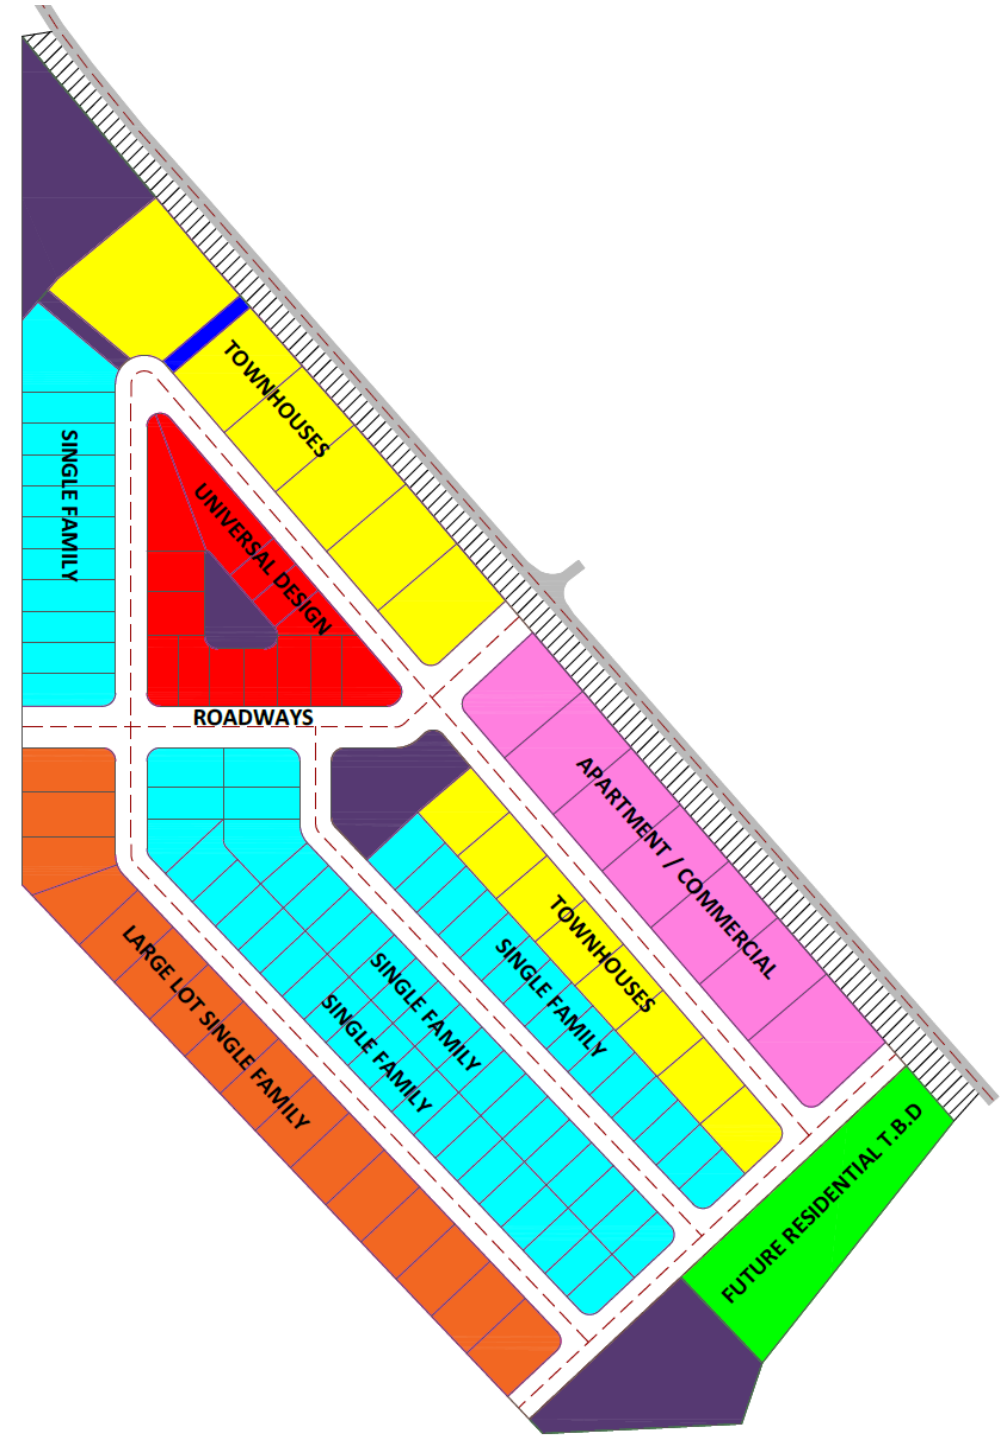 TOWNHOUSES
SINGLE FAMILY
UNIVERSAL DESIGN
ROADWAYS
APARTMENT / COMMERCIAL
TOWNHOUSES
SINGLE FAMILY
SINGLE FAMILY
SINGLE FAMILY
LARGE LOT SINGLE FAMILY
FUTURE RESIDENTIAL T.B.D